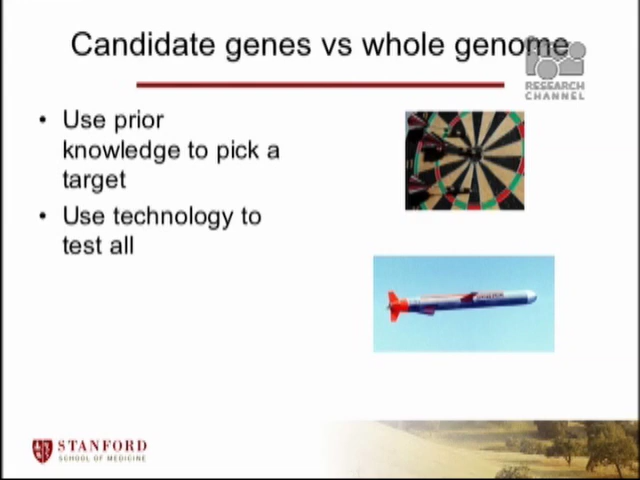 Candidate genes vs whole genome
RESEARCH
CHANNEL
• Use prior
knowledge to pick a
target
• Use technology to
test all
STANFORD
SCHOOL OF MEDICINE